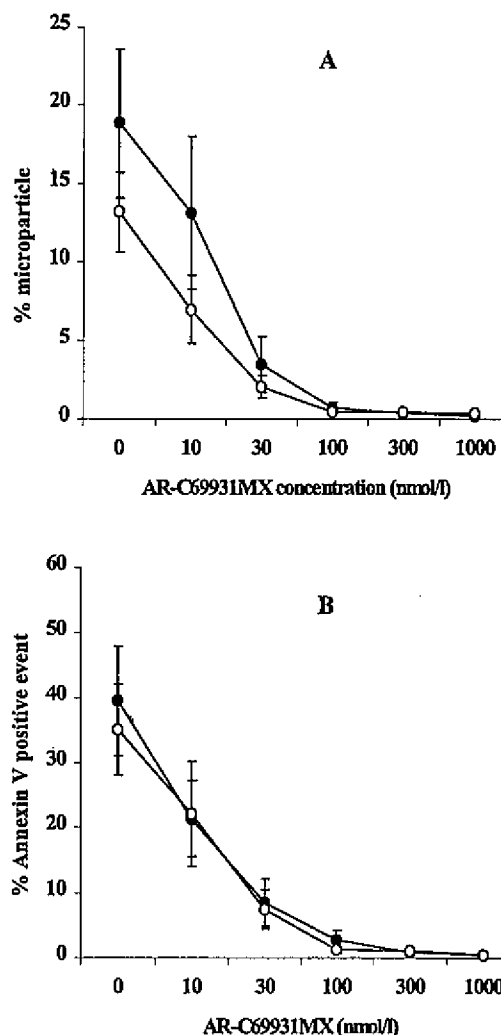 A
25
20
15
10
5
0
% microparticle
0 10 30 100 300 1000
AR-C69931MX concentration (nmol/l)
B
60
50
40
30
20
10
0
% Annexin V positive event
0 10 30 100 300 1000
AR-C69931MX (nmol/l)